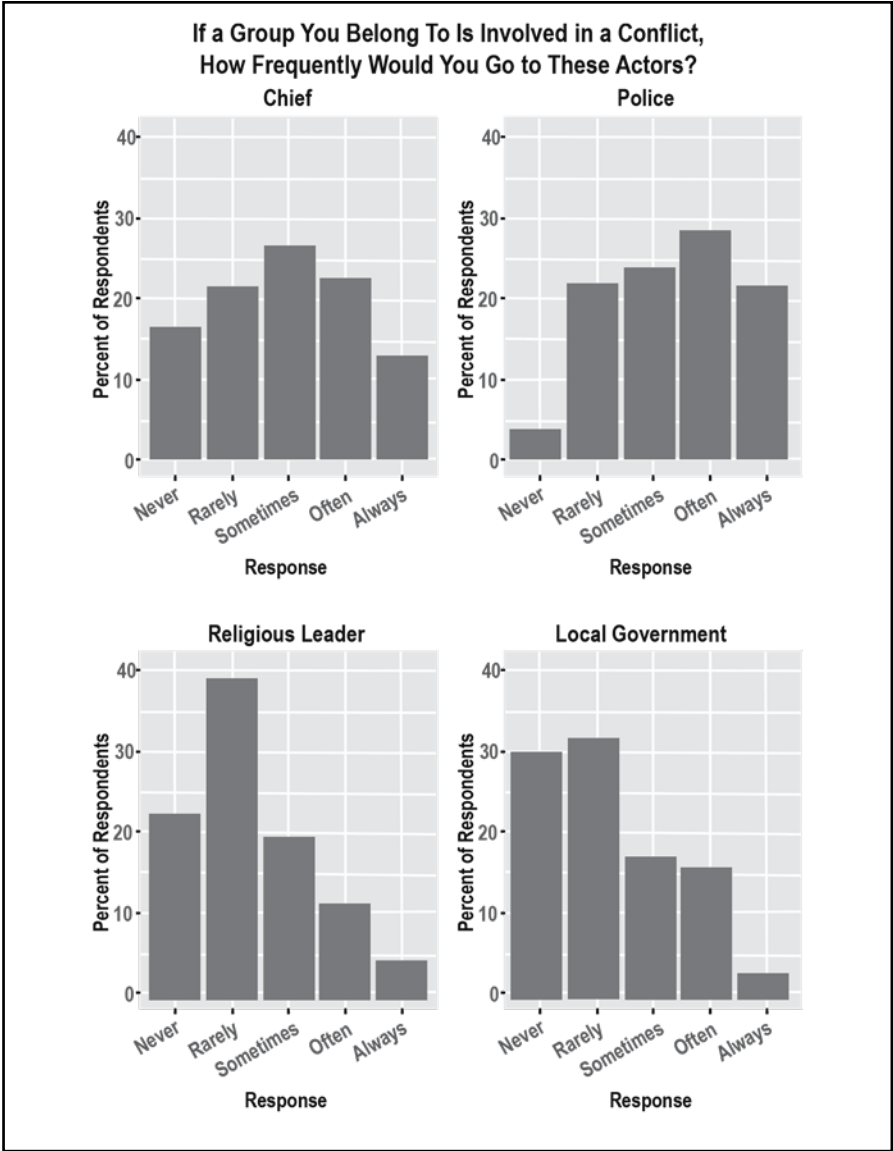 If a Group You Belong To Is Involved in a Conflict,
How Frequently Would You Go to These Actors?
Chief
Percent of Respondents
40
30
20
10
0
Never
Rarely
Sometimes
Often
Always
Response
Police
Percent of Respondents
40
30
20
10
0
Never
Rarely
Sometimes
Often
Always
Response
Religious Leader
Percent of Respondents
40
30
20
10
0
Never
Rarely
Sometimes
Often
Always
Response
Local Government
Percent of Respondents
40
30
20
10
0
Never
Rarely
Sometimes
Often
Always
Response